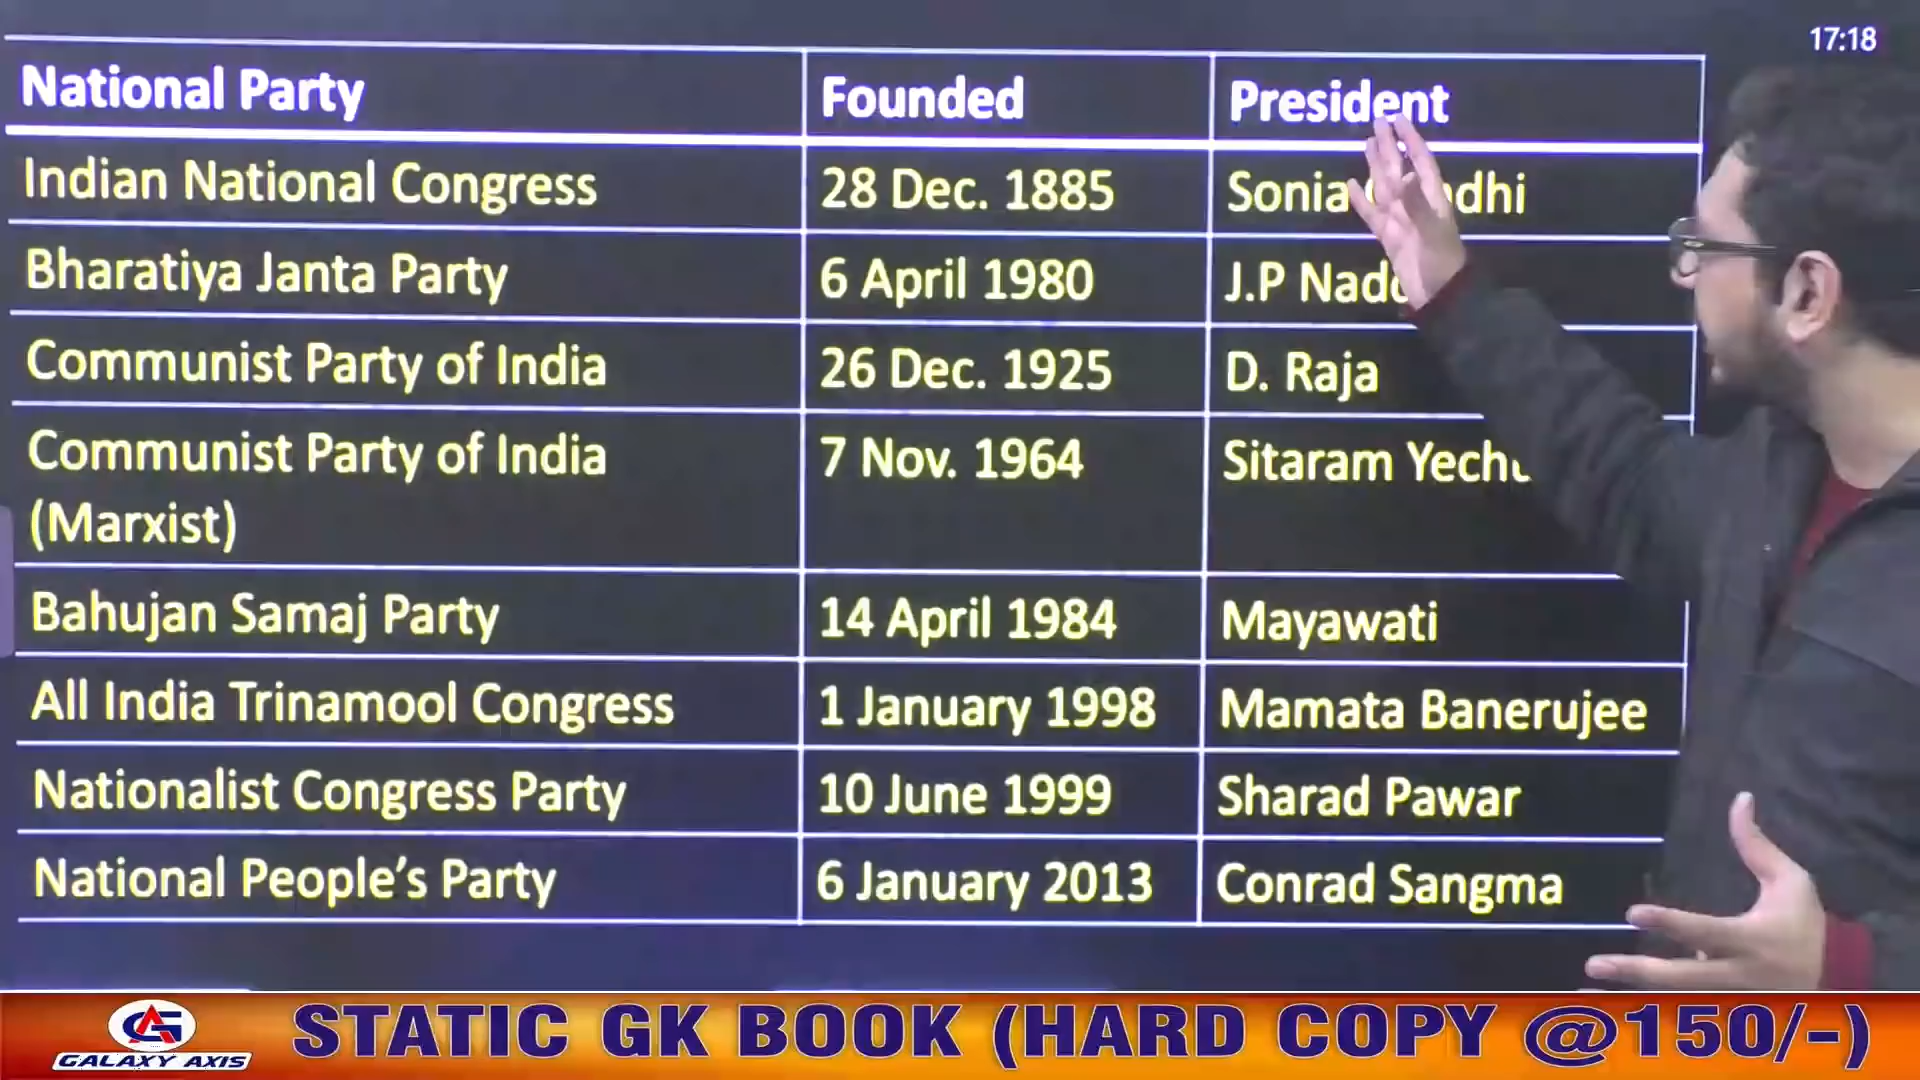 17:18
National Party Founded President
Indian National Congress 28 Dec. 1885 Sonia
Bharatiya Janta Party 6 April 1980 J.P
Communist Party of India 26 Dec. 1925 D. Raja
Communist Party of India 7 Nov. 1964 Sitaram
(Marxist)
Bahujan Samaj Party 14 April 1984 Mayawati
All India Trinamool Congress 1 January 1998 Mamata Banerujee
Nationalist Congress Party 10 June 1999 Sharad Pawar
National People's Party 6 January 2013 Conrad Sangma
GALAXY AXIS
STATIC GK BOOK (HARD COPY @150/-)